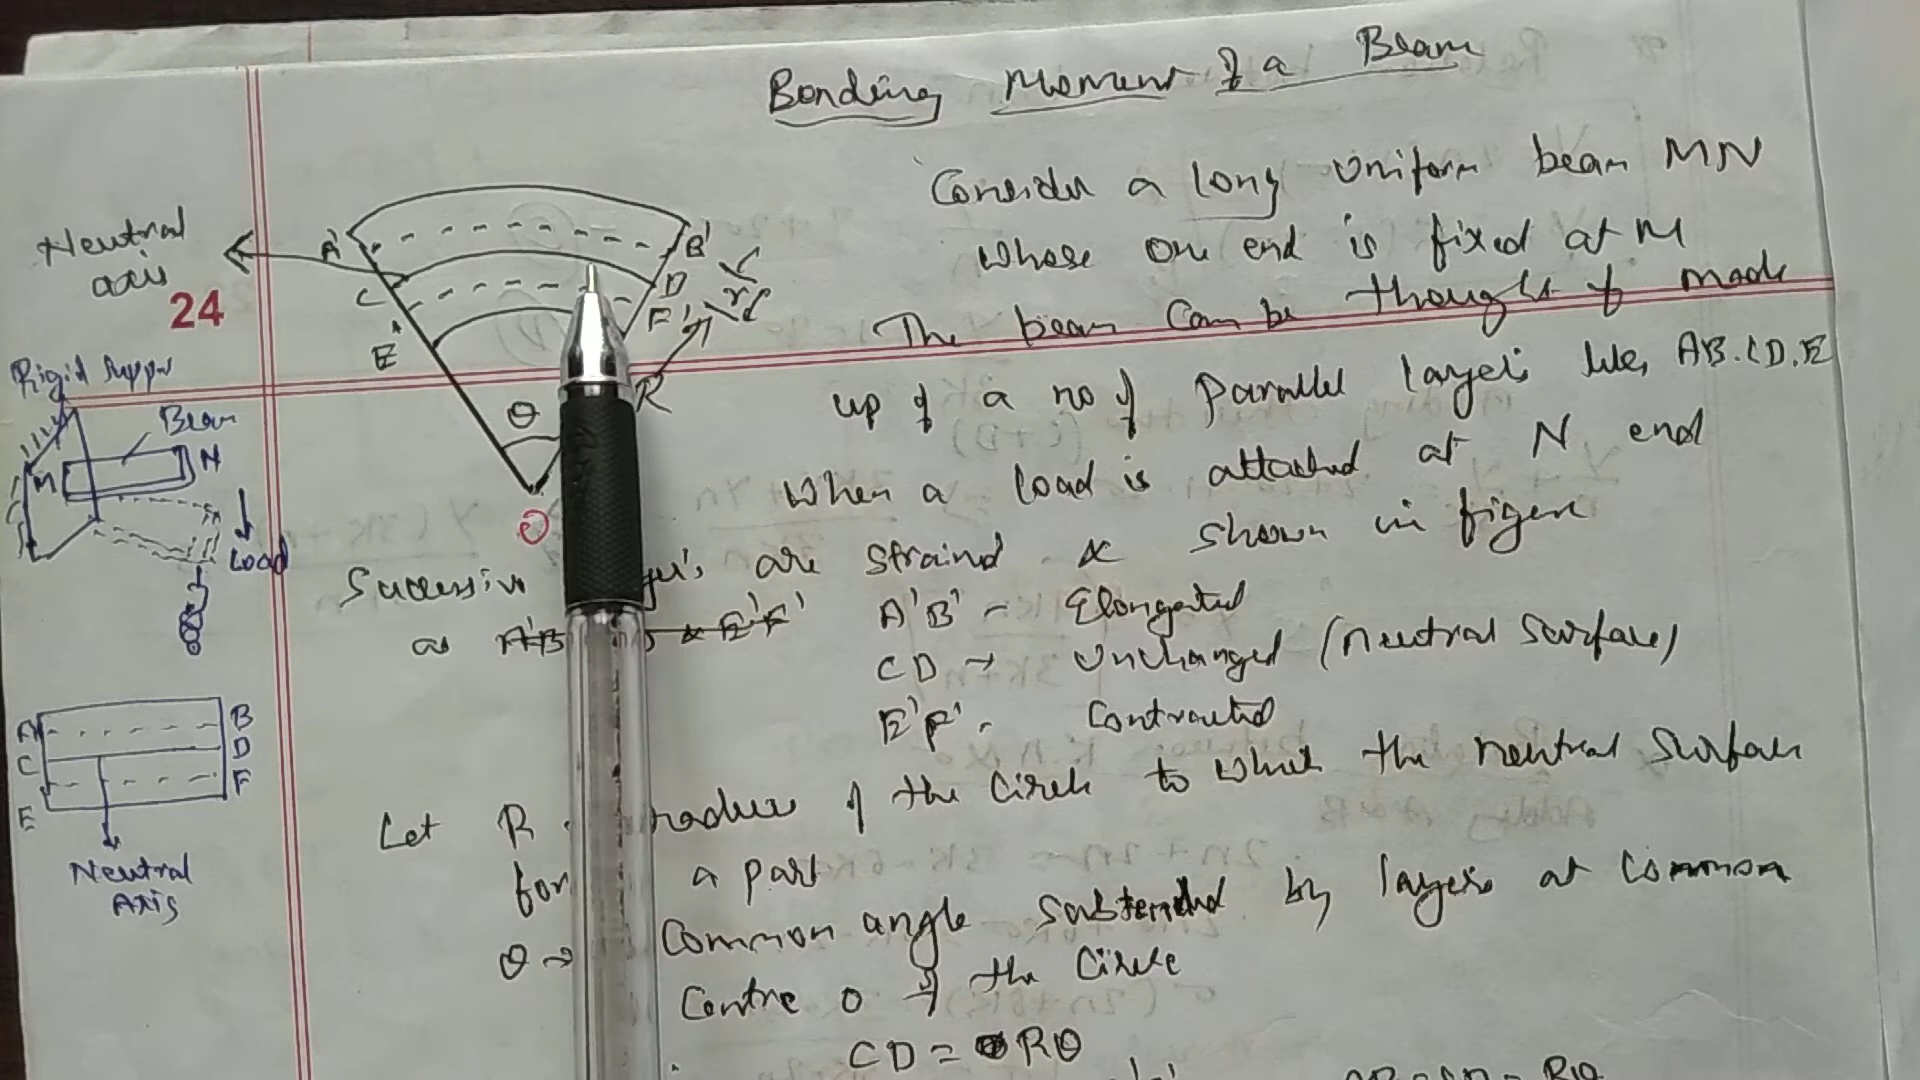 Bending Moment of a Beam
Consider a long Uniform beam MN
Whose one end is fixed at M
The beam can be thought of made
up of a no of Parallel layers like, AB.CD.E
When a load is attached at N end
Successive are strained & shown in figure
as
A'B' - Elongated
CD → Unchanged (Neutral Surface)
E'F' - Contracted
Let R radius of the Circle to which the neutral Surface
for a part
θ → Common angle Subtended by layers at Common
Centre O of the Circle
CD = Rθ
Neutral
axis
A'
B'
C
D
E'
F'
r
R
θ
O
24
Rigid
Beam
M
N
Load
A
B
C
D
E
F
Neutral
Axis